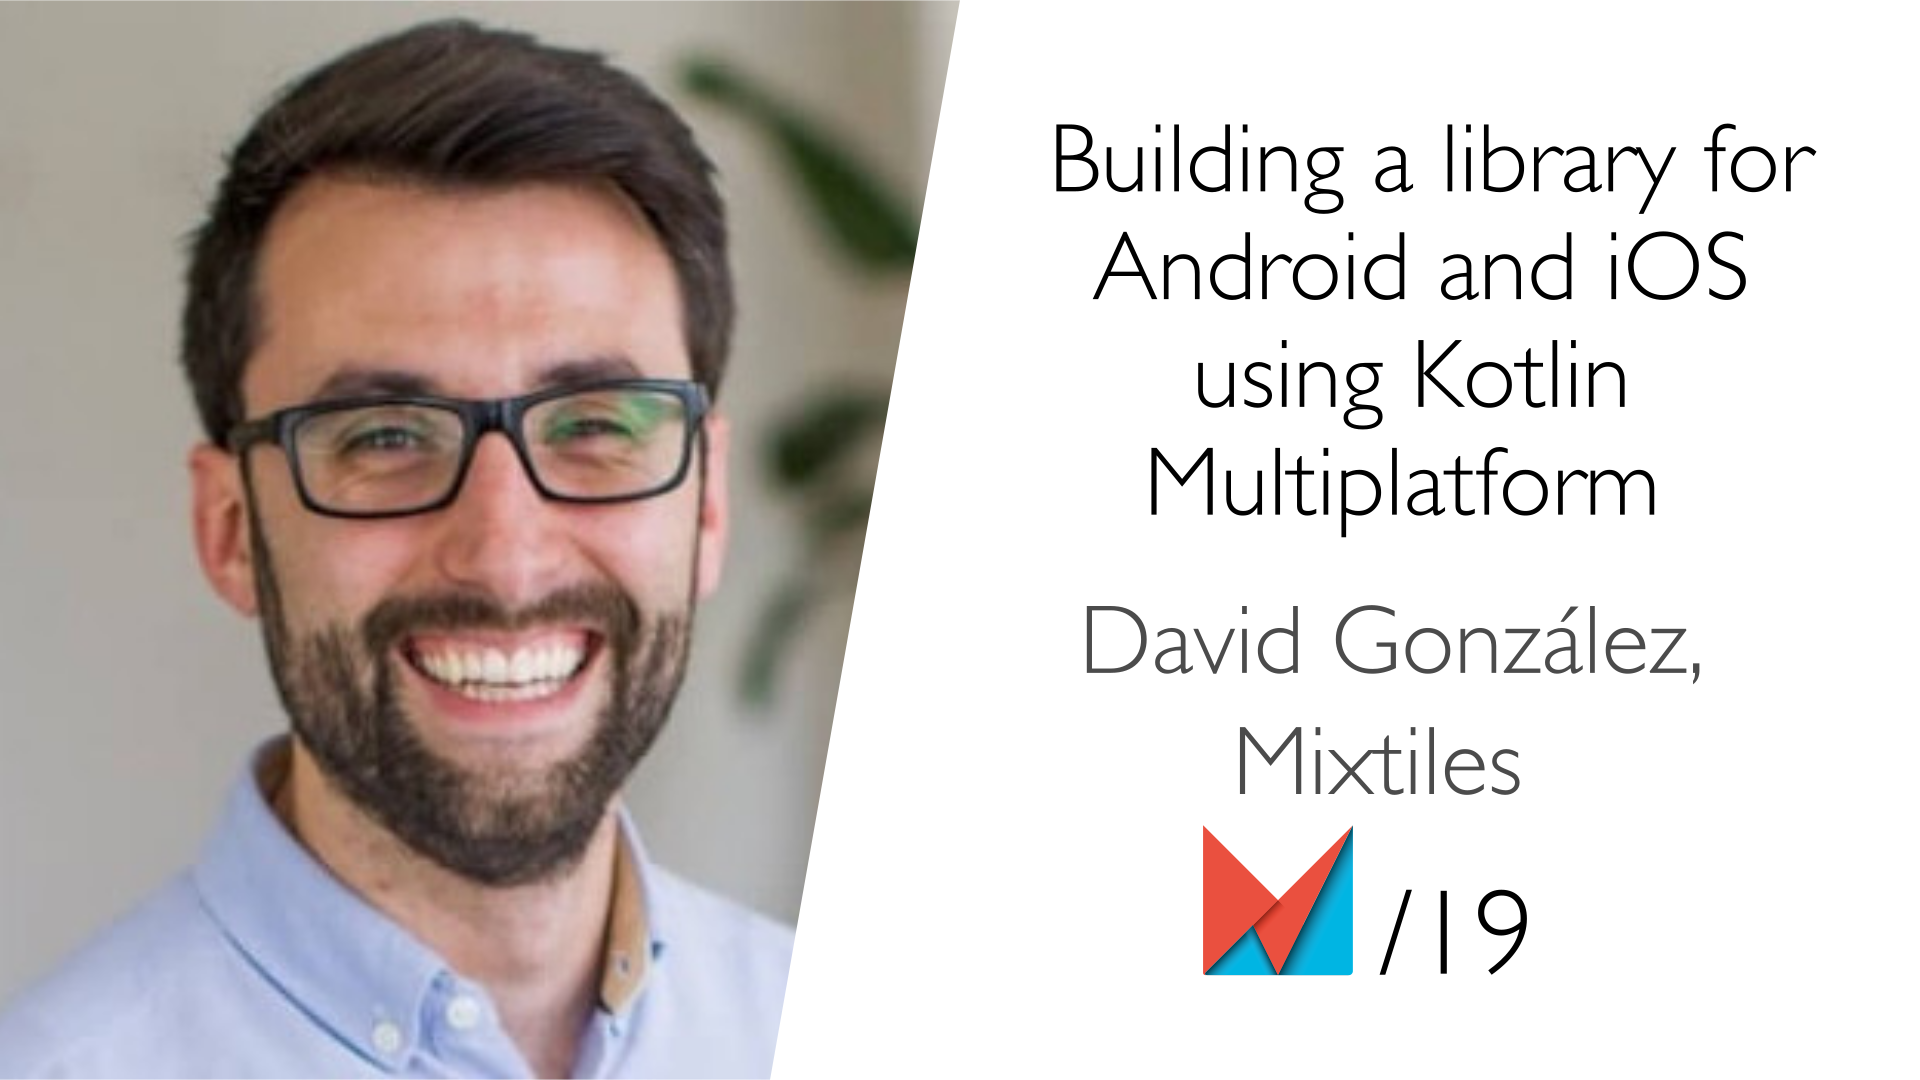 Building a library for
Android and iOS
using Kotlin
Multiplatform
David González,
Mixtiles
/19